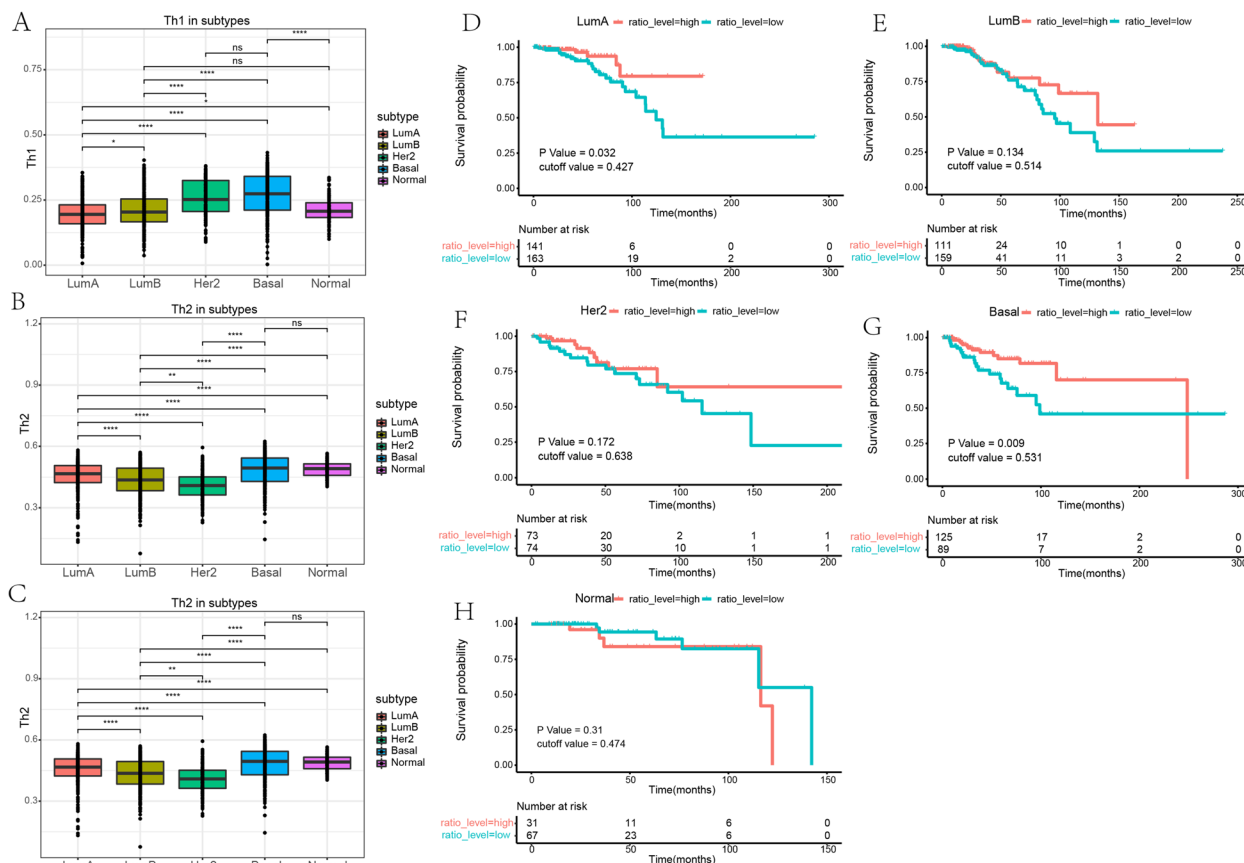 A
Th1 in subtypes
ns
****
ns
****
****
*
****
****
*
Th1
0.75
0.50
0.25
0.00
LumA LumB Her2 Basal Normal
subtype
LumA
LumB
Her2
Basal
Normal
B
Th2 in subtypes
ns
****
****
****
**
****
****
****
****
Th2
1.2
0.9
0.6
0.3
LumA LumB Her2 Basal Normal
subtype
LumA
LumB
Her2
Basal
Normal
C
Th2 in subtypes
ns
****
****
****
**
****
****
****
****
Th2
1.2
0.9
0.6
0.3
LumA LumB Her2 Basal Normal
subtype
LumA
LumB
Her2
Basal
Normal
D
LumA ratio_level=high ratio_level=low
Survival probability
1.00
0.75
0.50
0.25
0.00
P Value = 0.032
cutoff value = 0.427
0 100 200 300
Time(months)
Number at risk
ratio_level=high 141 6 0 0
ratio_level=low 163 19 2 0
0 100 200 300
Time(months)
E
LumB ratio_level=high ratio_level=low
Survival probability
1.00
0.75
0.50
0.25
0.00
P Value = 0.134
cutoff value = 0.514
0 50 100 150 200 250
Time(months)
Number at risk
ratio_level=high 111 24 10 1 0 0
ratio_level=low 159 41 11 3 2 0
0 50 100 150 200 250
Time(months)
F
Her2 ratio_level=high ratio_level=low
Survival probability
1.00
0.75
0.50
0.25
0.00
P Value = 0.172
cutoff value = 0.638
0 50 100 150 200
Time(months)
Number at risk
ratio_level=high 73 20 2 1 1
ratio_level=low 74 30 10 1 1
0 50 100 150 200
Time(months)
G
Basal ratio_level=high ratio_level=low
Survival probability
1.00
0.75
0.50
0.25
0.00
P Value = 0.009
cutoff value = 0.531
0 100 200 300
Time(months)
Number at risk
ratio_level=high 125 17 2 0
ratio_level=low 89 7 2 0
0 100 200 300
Time(months)
H
Normal ratio_level=high ratio_level=low
Survival probability
1.00
0.75
0.50
0.25
0.00
P Value = 0.31
cutoff value = 0.474
0 50 100 150
Time(months)
Number at risk
ratio_level=high 31 11 6 0
ratio_level=low 67 23 6 0
0 50 100 150
Time(months)